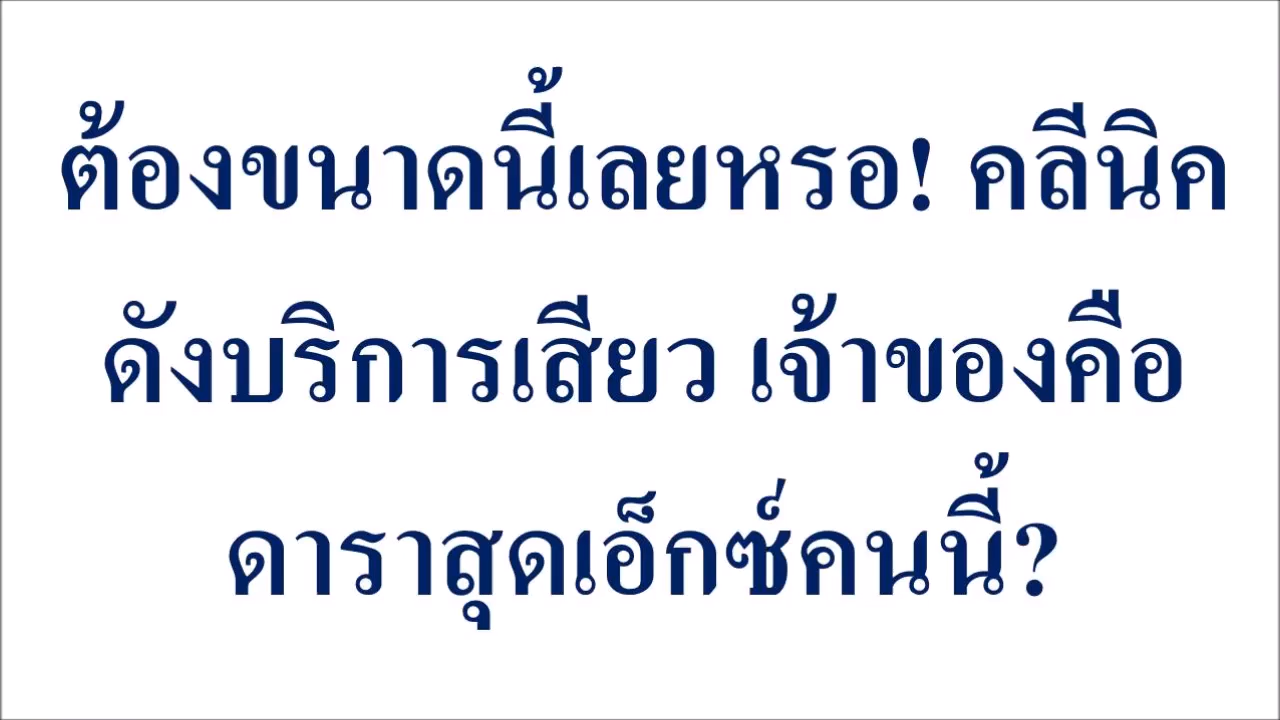 ต้องขนาดนี้เลยหรอ! คลีนิค
ดังบริการเสียว เจ้าของคือ
ดาราสุดเอ็กซ์คนนี้?